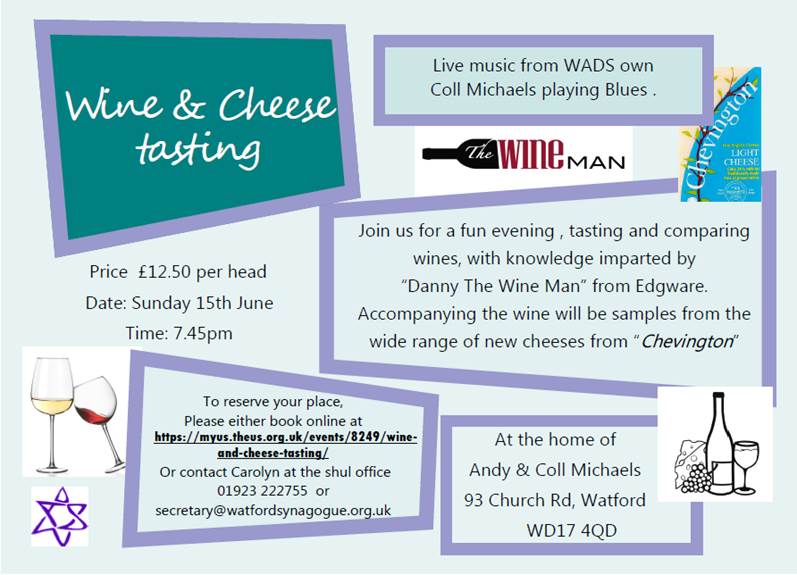 Wine & Cheese
tasting
Live music from WADS own
Coll Michaels playing Blues .
The WINE MAN
Chevington
LIGHT
CHEESE
Join us for a fun evening , tasting and comparing
wines, with knowledge imparted by
“Danny The Wine Man” from Edgware.
Accompanying the wine will be samples from the
wide range of new cheeses from “Chevington”
Price £12.50 per head
Date: Sunday 15th June
Time: 7.45pm
To reserve your place,
Please either book online at
https://myus.theus.org.uk/events/8249/wine-
and-cheese-tasting/
Or contact Carolyn at the shul office
01923 222755 or
secretary@watfordsynagogue.org.uk
At the home of
Andy & Coll Michaels
93 Church Rd, Watford
WD17 4QD